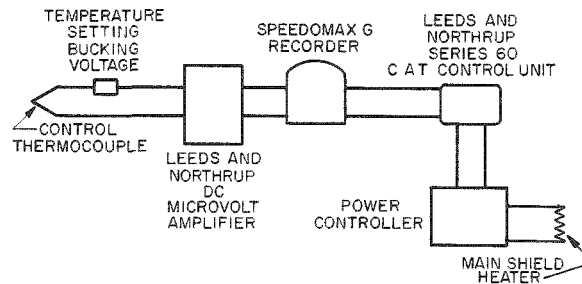 TEMPERATURE
SETTING
BUCKING
VOLTAGE
SPEEDOMAX G
RECORDER
LEEDS AND
NORTHRUP
SERIES 60
C A T CONTROL UNIT
CONTROL
THERMOCOUPLE
LEEDS AND
NORTHRUP
DC
MICROVOLT
AMPLIFIER
POWER
CONTROLLER
MAIN SHIELD
HEATER